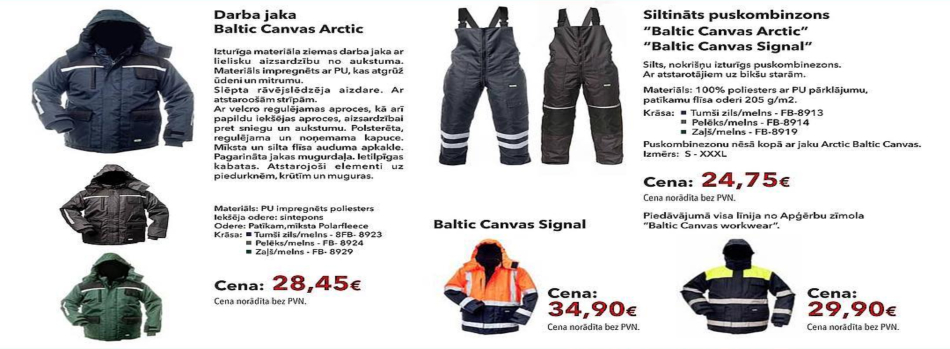 Darba jaka
Baltic Canvas Arctic
Izturīga materiāla ziemas darba jaka ar
lielisku aizsardzību no aukstuma.
Materiāls impregnēts ar PU, kas atgrūž
ūdeni un mitrumu.
Slēpta rāvējslēdzēja aizdare. Ar
atstaroošām strīpām.
Ar velcro regulējamas aproces, kā arī
papildu iekšējas aproces, aizsardzībai
pret sniegu un aukstumu. Polsterēta,
regulējama un noņemama kapuce.
Mīksta un silta flīsa auduma apkakle.
Pagarināta jakas mugurdaļa. Ietilpīgas
kabatas. Atstarojoši elementi uz
piedurknēm, krūtīm un muguras.
Materiāls: PU impregnēts poliesters
Iekšēja odere: sintepons
Odere: Patīkam,mīksta Polarfleece
Krāsa: Tumši zils/melns - 8FB- 8923
Pelēks/melns - FB- 8924
Zaļš/melns - FB- 8929
Cena: 28,45€
Cena norādīta bez PVN.
Baltic Canvas Signal
Cena:
34,90€
Cena norādīta bez PVN.
Siltināts puskombinzons
“Baltic Canvas Arctic”
“Baltic Canvas Signal”
Silts, nokrišņu izturīgs puskombinezons.
Ar atstarotājiem uz bikšu starām.
Materiāls: 100% poliesters ar PU pārklājumu,
patīkamu flīsa oderi 205 g/m2.
Krāsa: Tumši zils/melns - FB-8913
Pelēks/melns - FB-8914
Zaļš/melns - FB-8919
Puskombinezonu nēsā kopā ar jaku Arctic Baltic Canvas.
Izmērs: S - XXXL
Cena: 24,75€
Cena norādīta bez PVN.
Piedāvājumā visa līnija no Apģērbu zīmola
“Baltic Canvas workwear”.
Cena:
29,90€
Cena norādīta bez PVN.